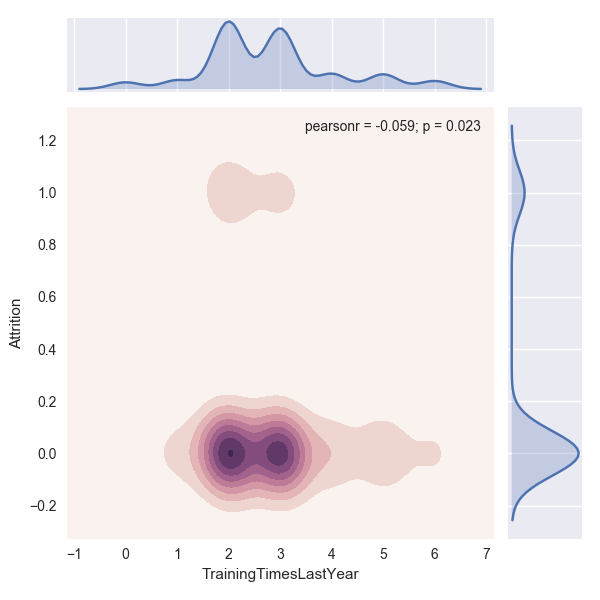 pearsonr = -0.059; p = 0.023
1.2
1.0
0.8
0.6
0.4
0.2
0.0
−0.2
Attrition
−1 0 1 2 3 4 5 6 7
TrainingTimesLastYear